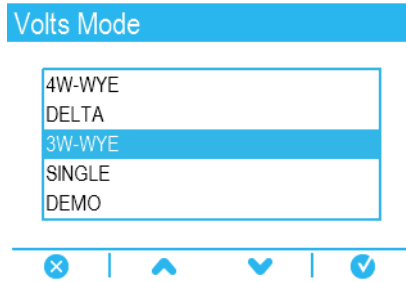 Volts Mode
4W-WYE
DELTA
3W-WYE
SINGLE
DEMO